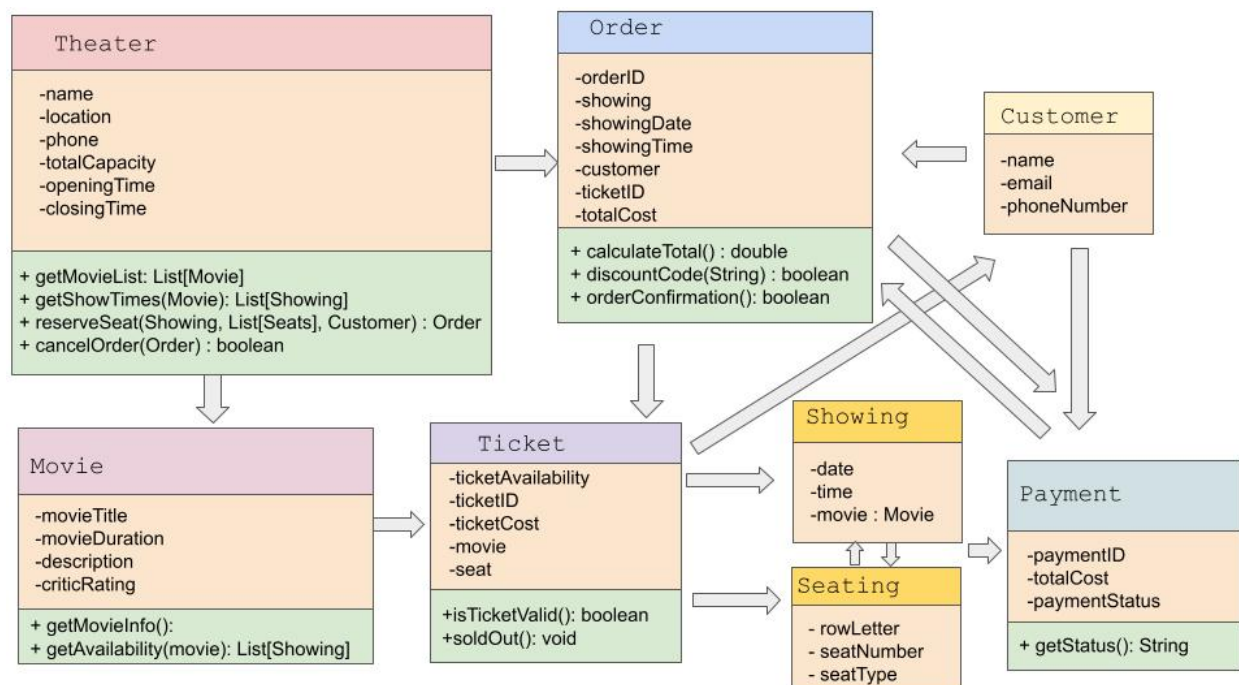 Theater
-name
-location
-phone
-totalCapacity
-openingTime
-closingTime
+ getMovieList: List[Movie]
+ getShowTimes(Movie): List[Showing]
+ reserveSeat(Showing, List[Seats], Customer) : Order
+ cancelOrder(Order) : boolean
Order
-orderID
-showing
-showingDate
-showingTime
-customer
-ticketID
-totalCost
+ calculateTotal() : double
+ discountCode(String) : boolean
+ orderConfirmation(): boolean
Customer
-name
-email
-phoneNumber
Movie
-movieTitle
-movieDuration
-description
-criticRating
+ getMovieInfo():
+ getAvailability(movie): List[Showing]
Ticket
-ticketAvailability
-ticketID
-ticketCost
-movie
-seat
+isTicketValid(): boolean
+soldOut(): void
Showing
-date
-time
-movie : Movie
Seating
- rowLetter
- seatNumber
- seatType
Payment
-paymentID
-totalCost
-paymentStatus
+ getStatus(): String